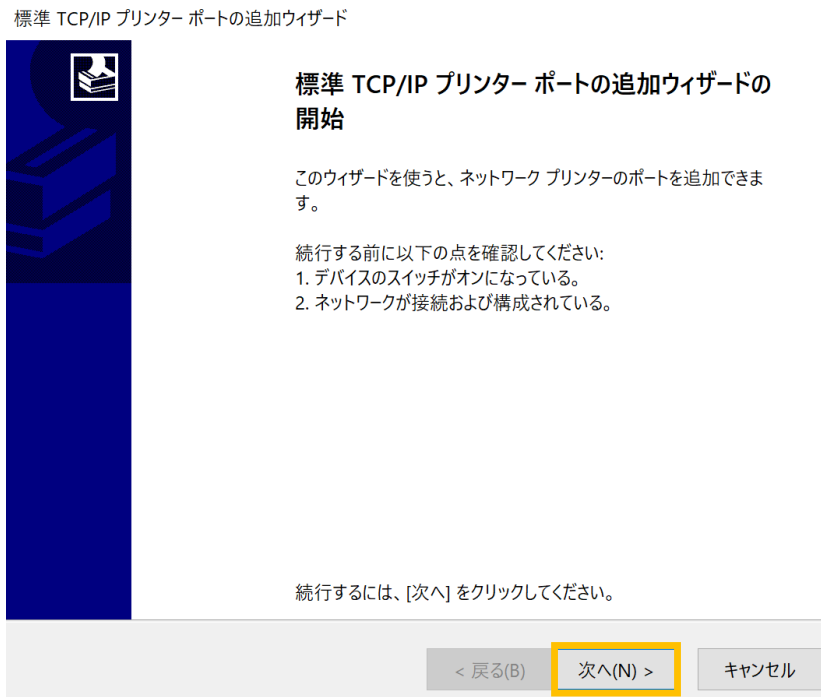 標準 TCP/IP プリンター ポートの追加ウィザード
標準 TCP/IP プリンター ポートの追加ウィザードの
開始
このウィザードを使うと、ネットワーク プリンターのポートを追加できま
す。
続行する前に以下の点を確認してください:
1. デバイスのスイッチがオンになっている。
2. ネットワークが接続および構成されている。
続行するには、[次へ] をクリックしてください。
< 戻る(B) 次へ(N) > キャンセル